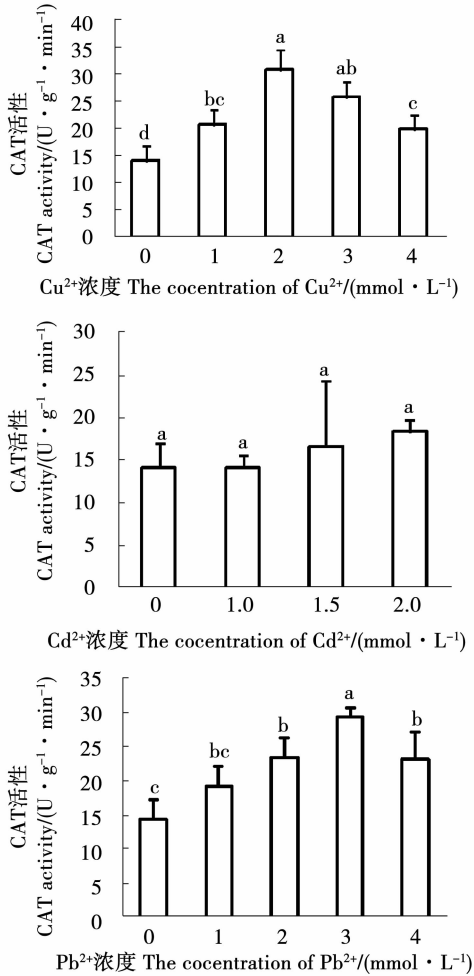 CAT活性
CAT activity/(U·g⁻¹·min⁻¹)
40
35
30
25
20
15
10
5
0
d
bc
a
ab
c
0 1 2 3 4
Cu²⁺浓度 The cocentration of Cu²⁺/(mmol·L⁻¹)
CAT活性
CAT activity/(U·g⁻¹·min⁻¹)
30
25
20
15
10
5
0
a
a
a
a
0 1.0 1.5 2.0
Cd²⁺浓度 The cocentration of Cd²⁺/(mmol·L⁻¹)
CAT活性
CAT activity/(U·g⁻¹·min⁻¹)
35
30
25
20
15
10
5
0
c
bc
b
a
b
0 1 2 3 4
Pb²⁺浓度 The cocentration of Pb²⁺/(mmol·L⁻¹)